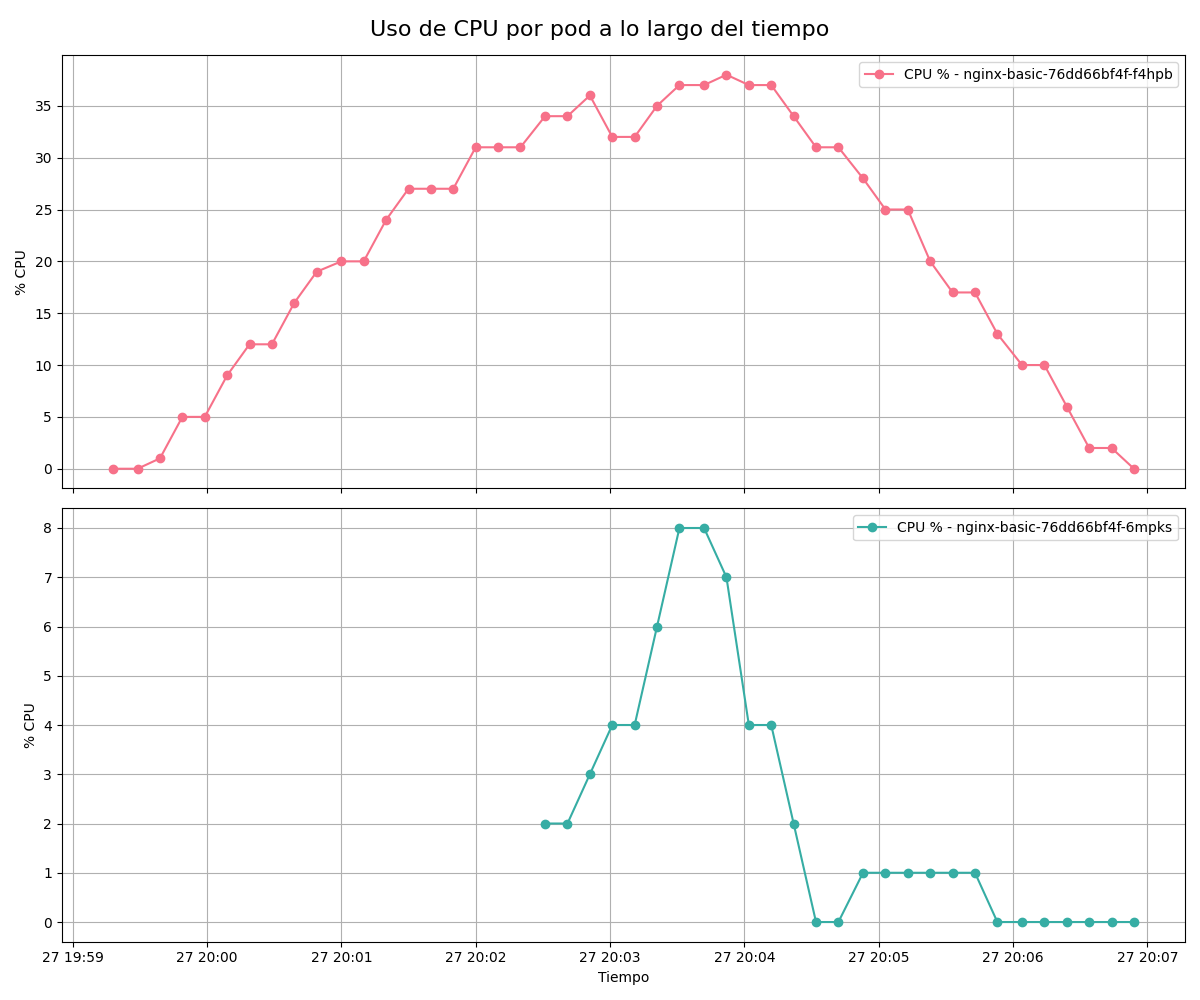 Uso de CPU por pod a lo largo del tiempo
CPU % - nginx-basic-76dd66bf4f-f4hpb
35
30
25
20
15
10
5
0
% CPU
CPU % - nginx-basic-76dd66bf4f-6mpks
8
7
6
5
4
3
2
1
0
% CPU
27 19:59 27 20:00 27 20:01 27 20:02 27 20:03 27 20:04 27 20:05 27 20:06 27 20:07
Tiempo